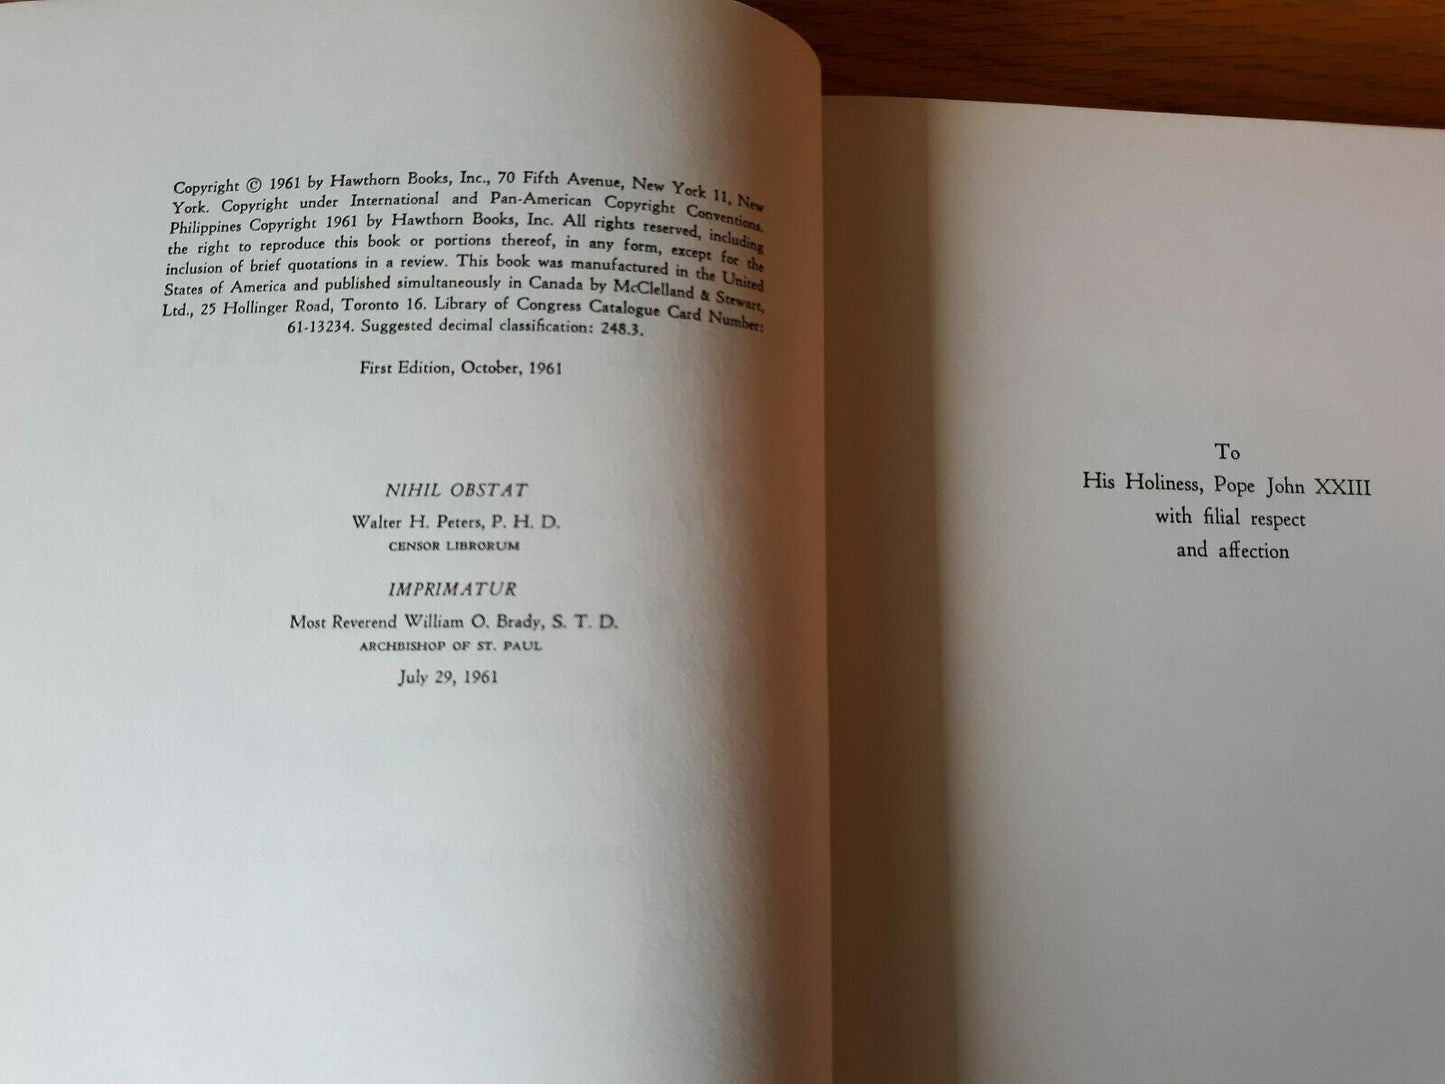 Copyright © 1961 by Hawthorn Books, Inc., 70 Fifth Avenue, New York 11, New
York. Copyright under International and Pan-American Copyright Conventions.
Philippines Copyright 1961 by Hawthorn Books, Inc. All rights reserved, including
the right to reproduce this book or portions thereof, in any form, except for the
inclusion of brief quotations in a review. This book was manufactured in the United
States of America and published simultaneously in Canada by McClelland & Stewart,
Ltd., 25 Hollinger Road, Toronto 16. Library of Congress Catalogue Card Number:
61-13234. Suggested decimal classification: 248.3.
First Edition, October, 1961
NIHIL OBSTAT
Walter H. Peters, P. H. D.
CENSOR LIBRORUM
IMPRIMATUR
Most Reverend William O. Brady, S. T. D.
ARCHBISHOP OF ST. PAUL
July 29, 1961
To
His Holiness, Pope John XXIII
with filial respect
and affection